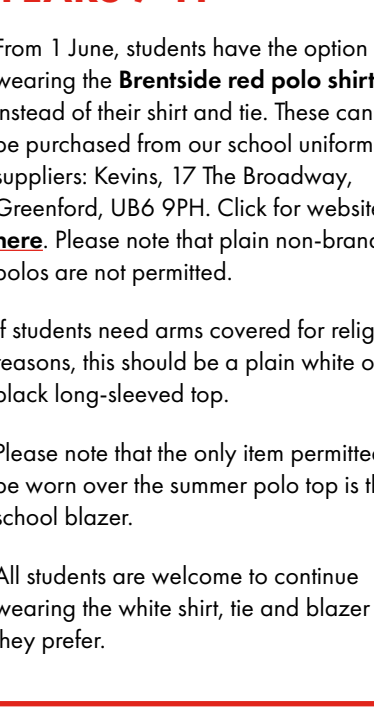 From 1 June, students have the option
wearing the Brentside red polo shirt
instead of their shirt and tie. These can
be purchased from our school uniform
suppliers: Kevins, 17 The Broadway,
Greenford, UB6 9PH. Click for website
here. Please note that plain non-brand
polos are not permitted.
If students need arms covered for relig
reasons, this should be a plain white o
black long-sleeved top.
Please note that the only item permitted
be worn over the summer polo top is th
school blazer.
All students are welcome to continue
wearing the white shirt, tie and blazer
they prefer.